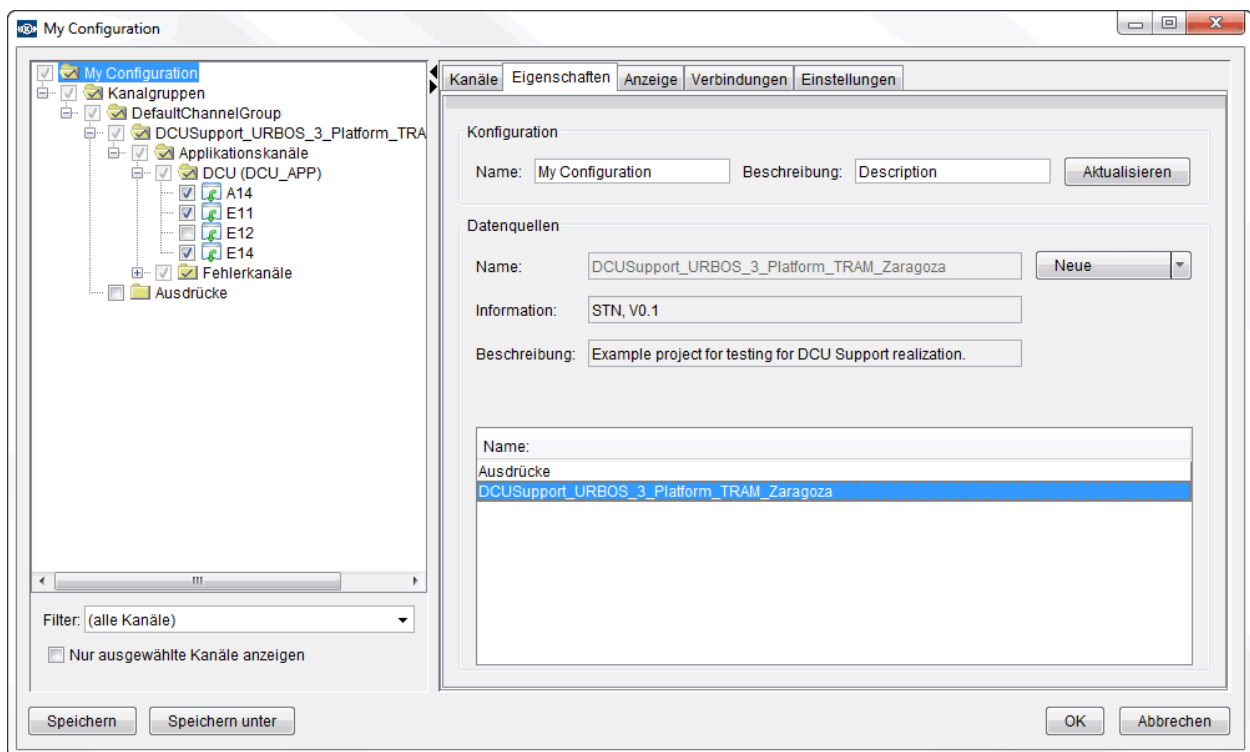 My Configuration
My Configuration
Kanalgruppen
DefaultChannelGroup
DCUSupport_URBOS_3_Platform_TRA
Applikationskanäle
DCU (DCU_APP)
A14
E11
E12
E14
Fehlerkanäle
Ausdrücke
Filter: (alle Kanäle)
Nur ausgewählte Kanäle anzeigen
Kanäle Eigenschaften Anzeige Verbindungen Einstellungen
Konfiguration
Name: My Configuration Beschreibung: Description Aktualisieren
Datenquellen
Name: DCUSupport_URBOS_3_Platform_TRAM_Zaragoza Neue
Information: STN, V0.1
Beschreibung: Example project for testing for DCU Support realization.
Name:
Ausdrücke
DCUSupport_URBOS_3_Platform_TRAM_Zaragoza
Speichern Speichern unter OK Abbrechen